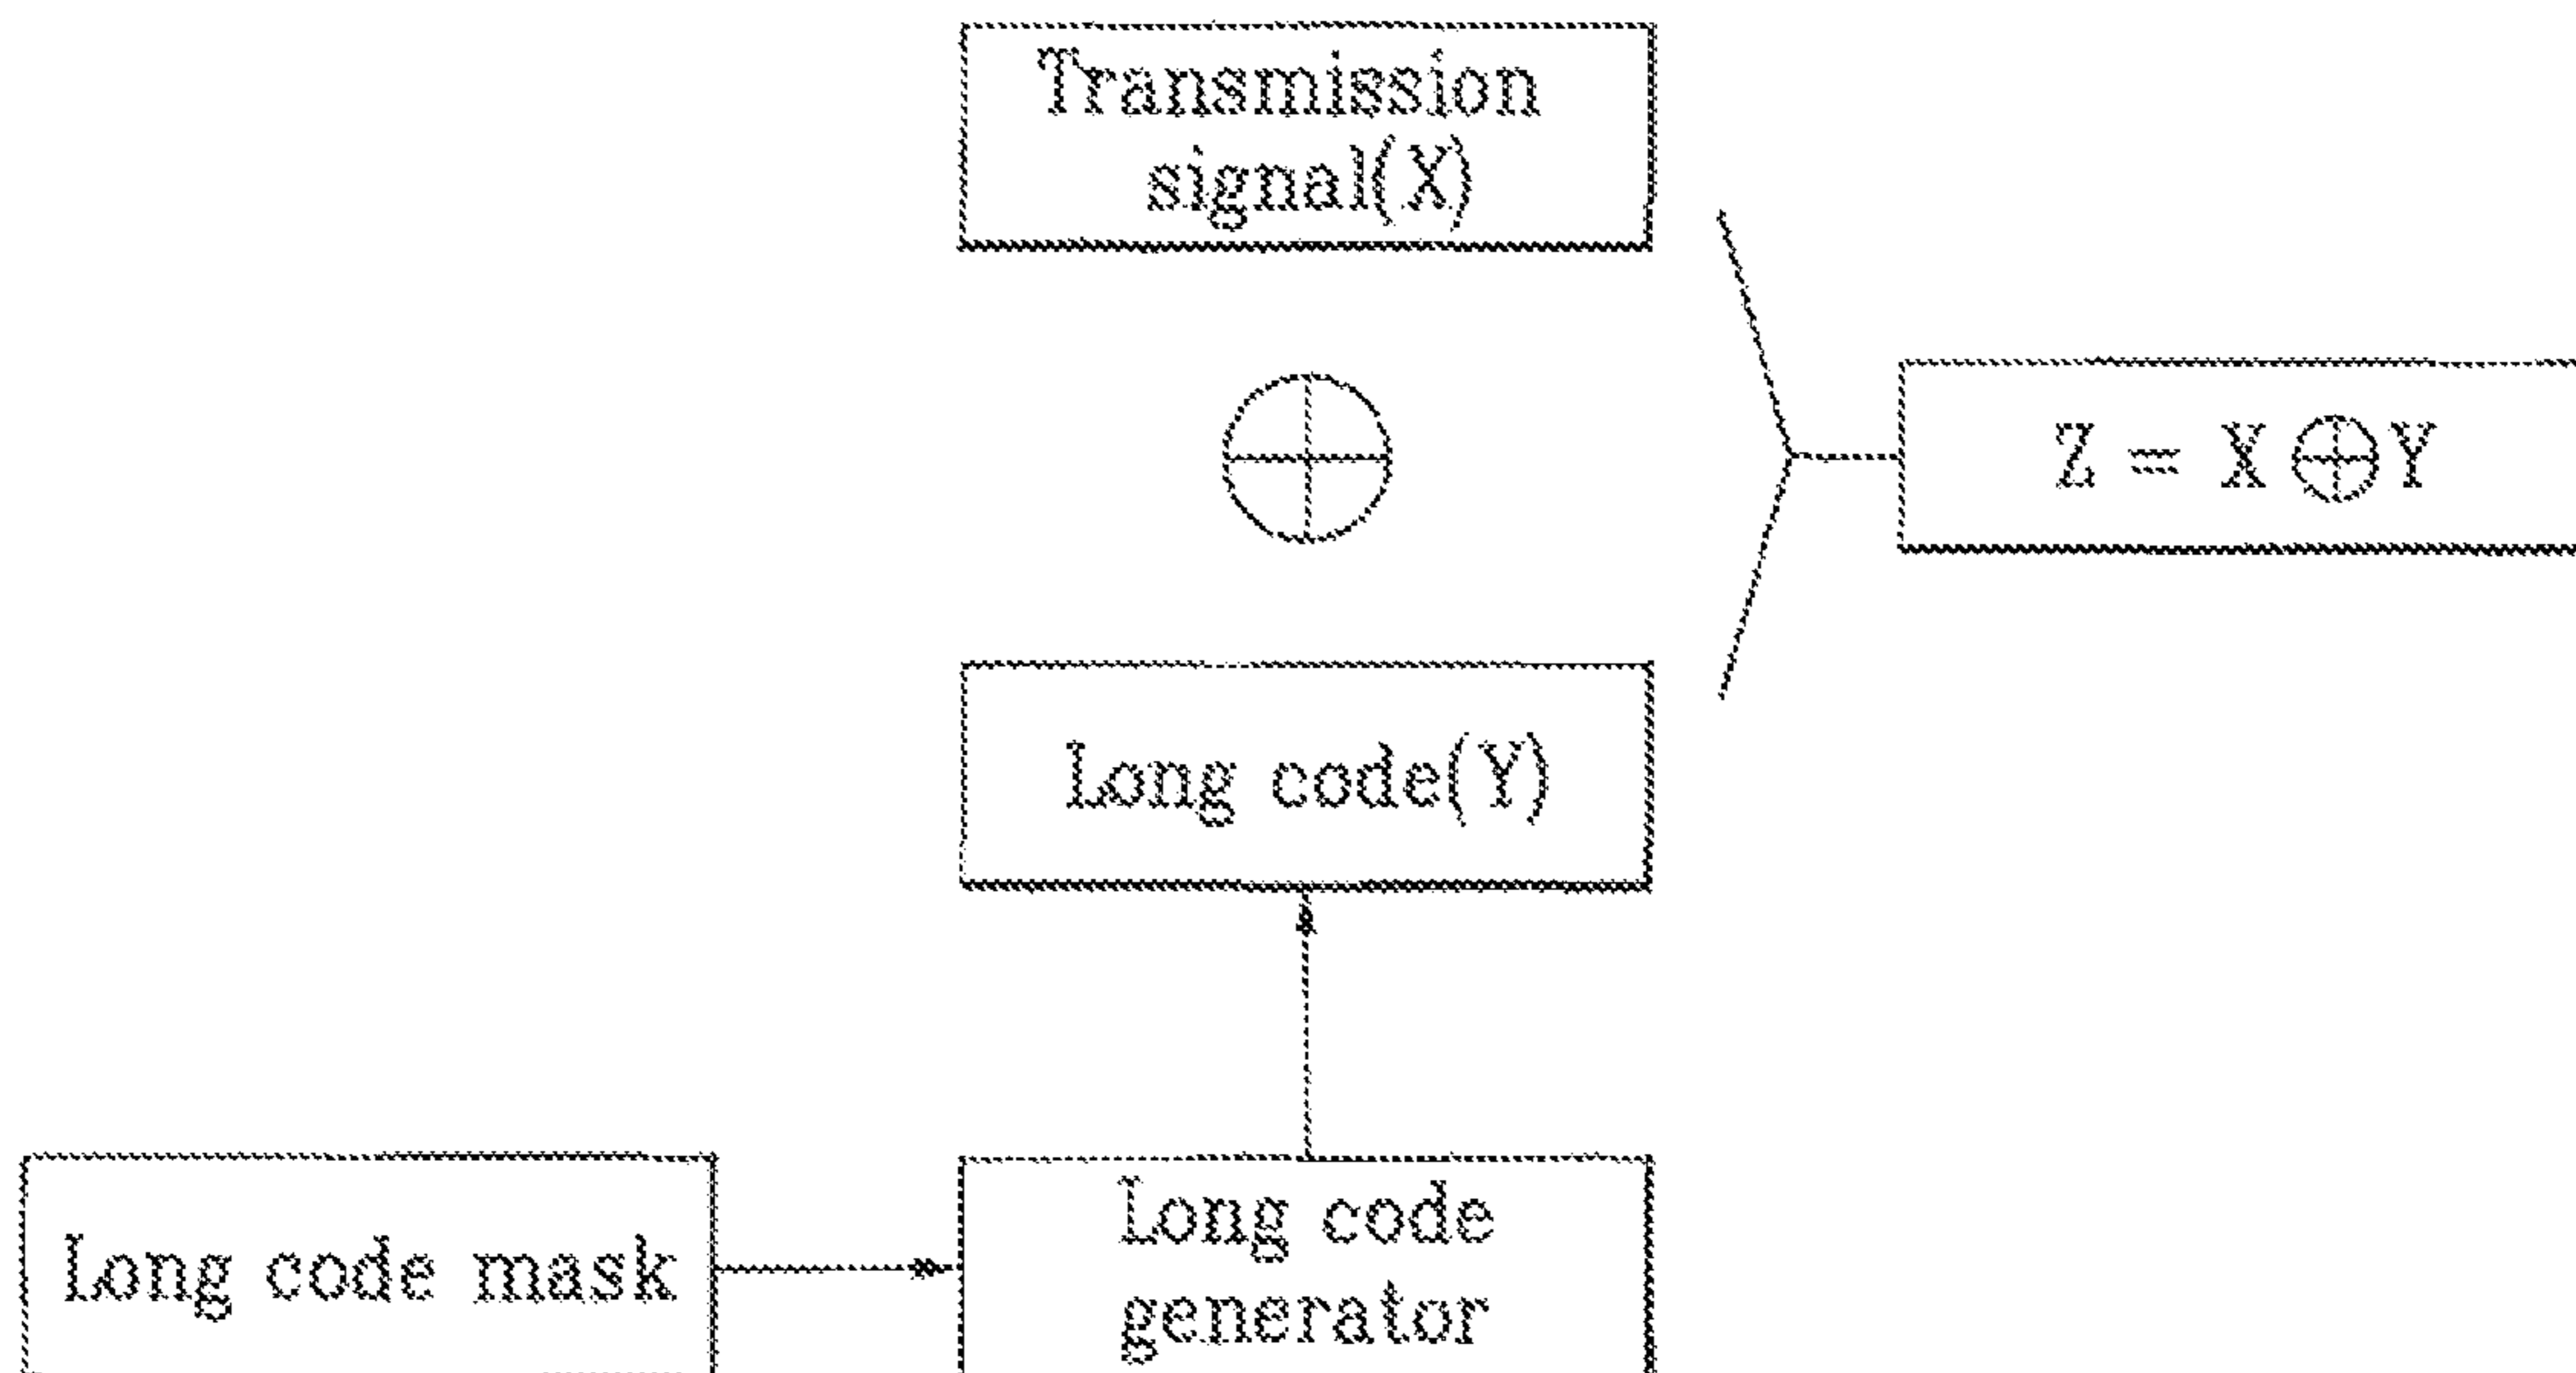 Transmission
signal(X)
⊕
Z = X⊕Y
Long code(Y)
Long code mask
Long code
generator